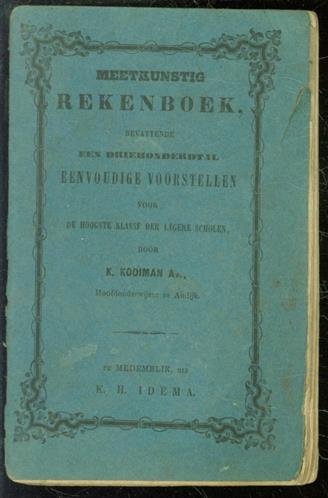 MEETKUNSTIG
REKENBOEK,
BEVATTENDE
EEN DRIEHONDERDTAL
EENVOUDIGE VOORSTELLEN
VOOR
DE HOOGSTE KLASSE DER LAGERE SCHOLEN,
DOOR
K. KOOIMAN Az.,
Hoofdonderwijzer te Andijk.
TE MEDEMBLIK, BIJ
K. H. IDEMA.